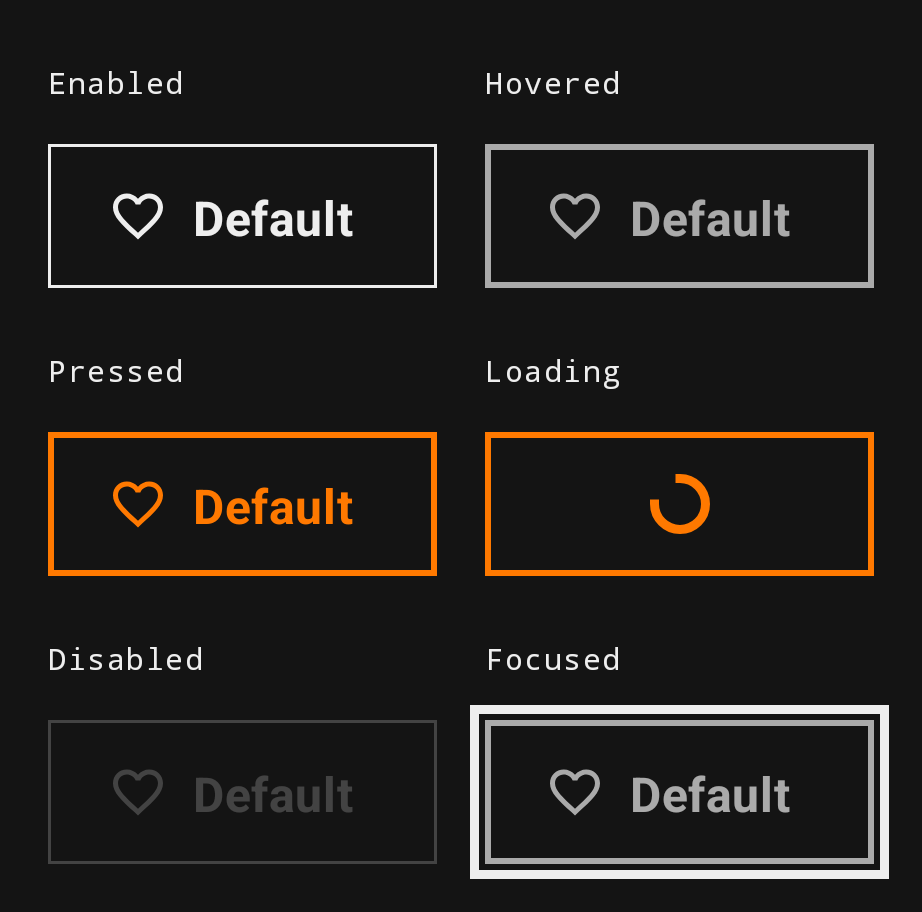 Enabled
Hovered
Default
Default
Pressed
Loading
Default
Disabled
Focused
Default
Default